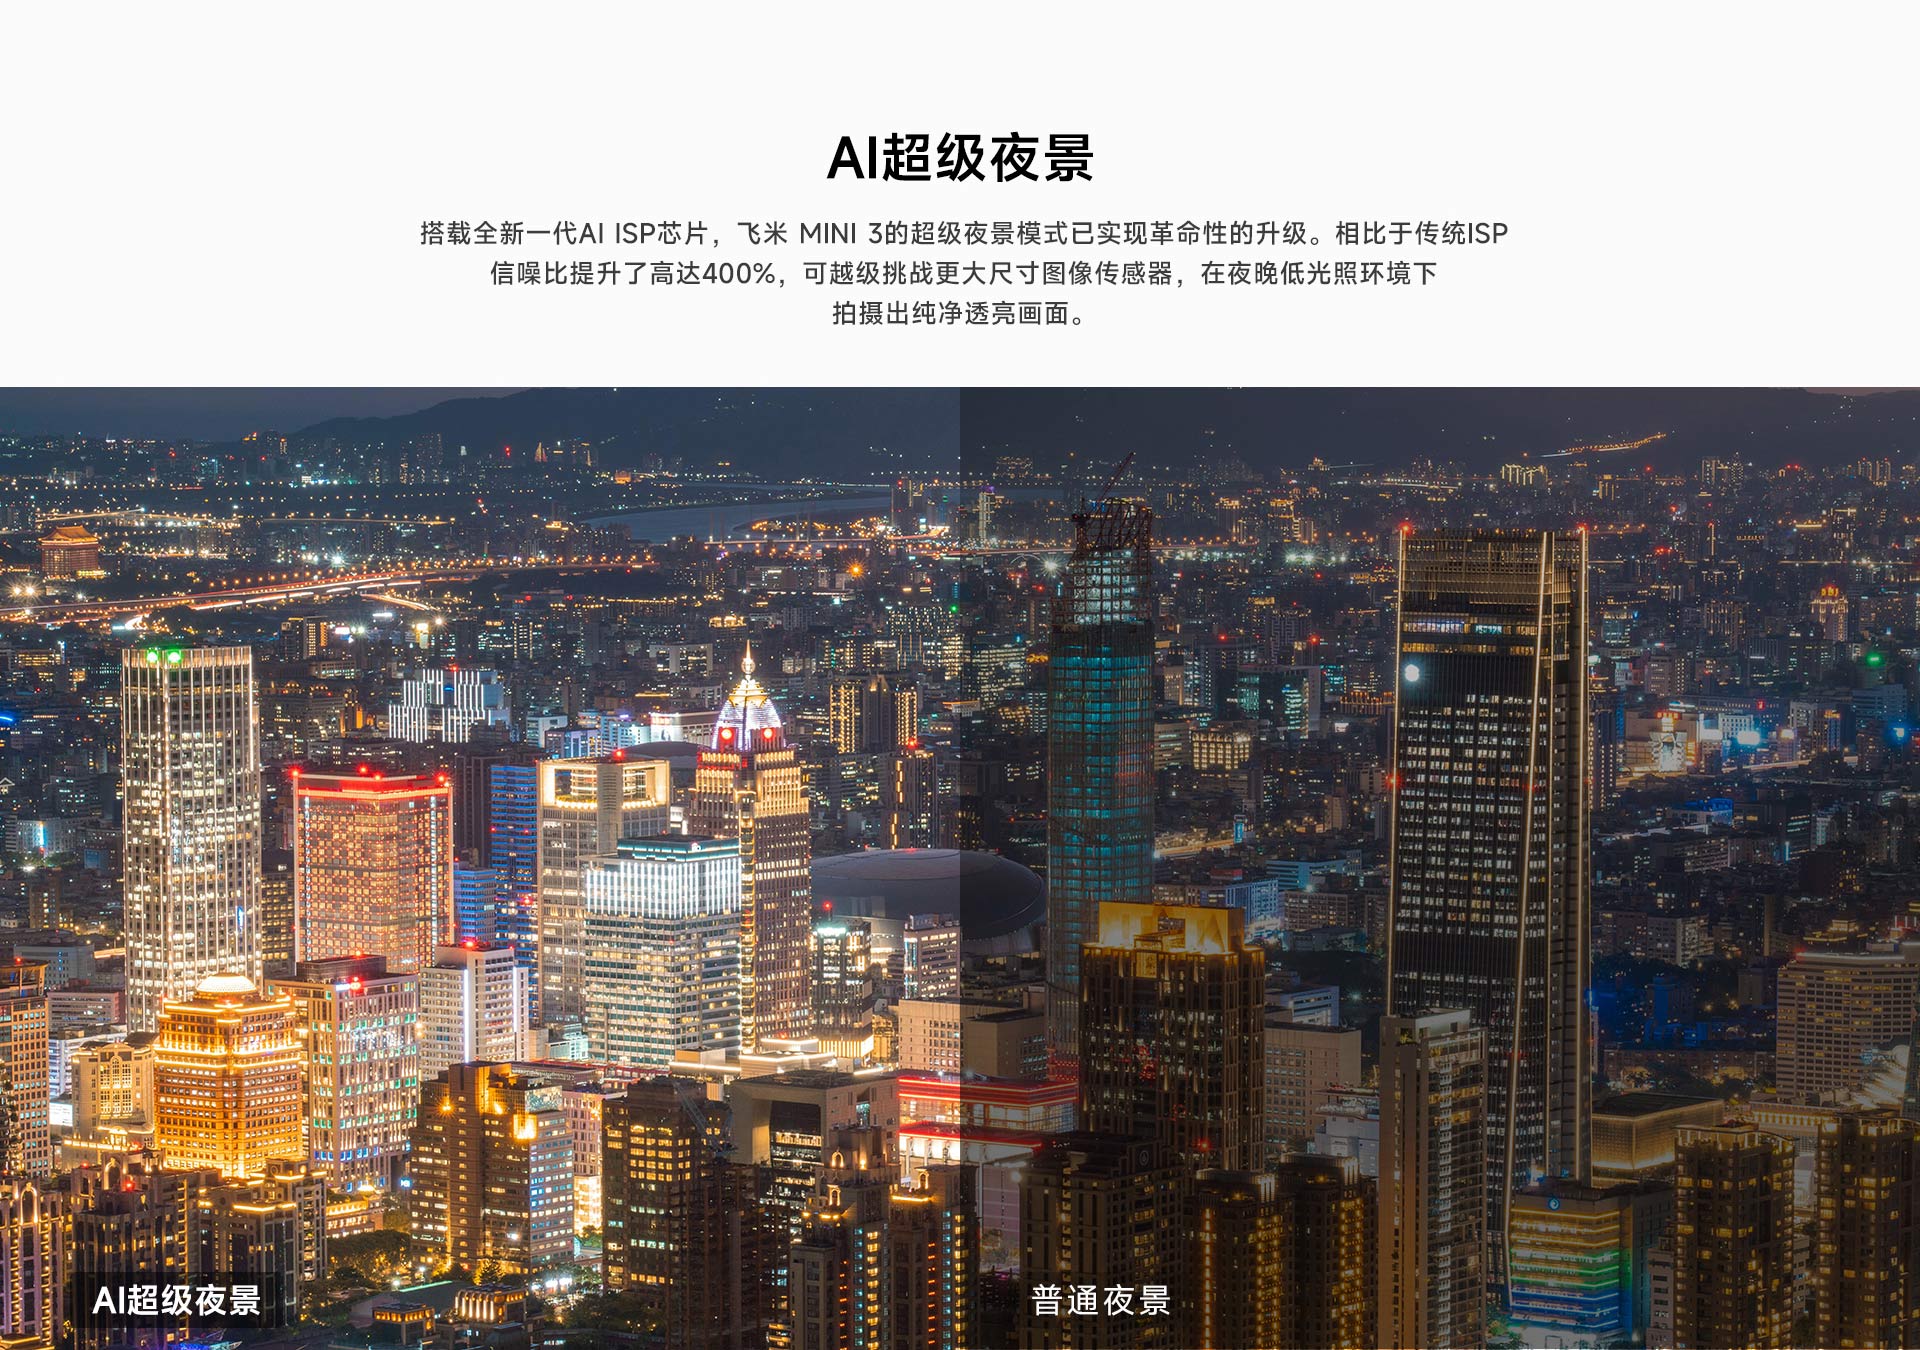 AI超级夜景
搭载全新一代AI ISP芯片，飞米 MINI 3的超级夜景模式已实现革命性的升级。相比于传统ISP
信噪比提升了高达400%，可越级挑战更大尺寸图像传感器，在夜晚低光照环境下
拍摄出纯净透亮画面。
AI超级夜景
普通夜景